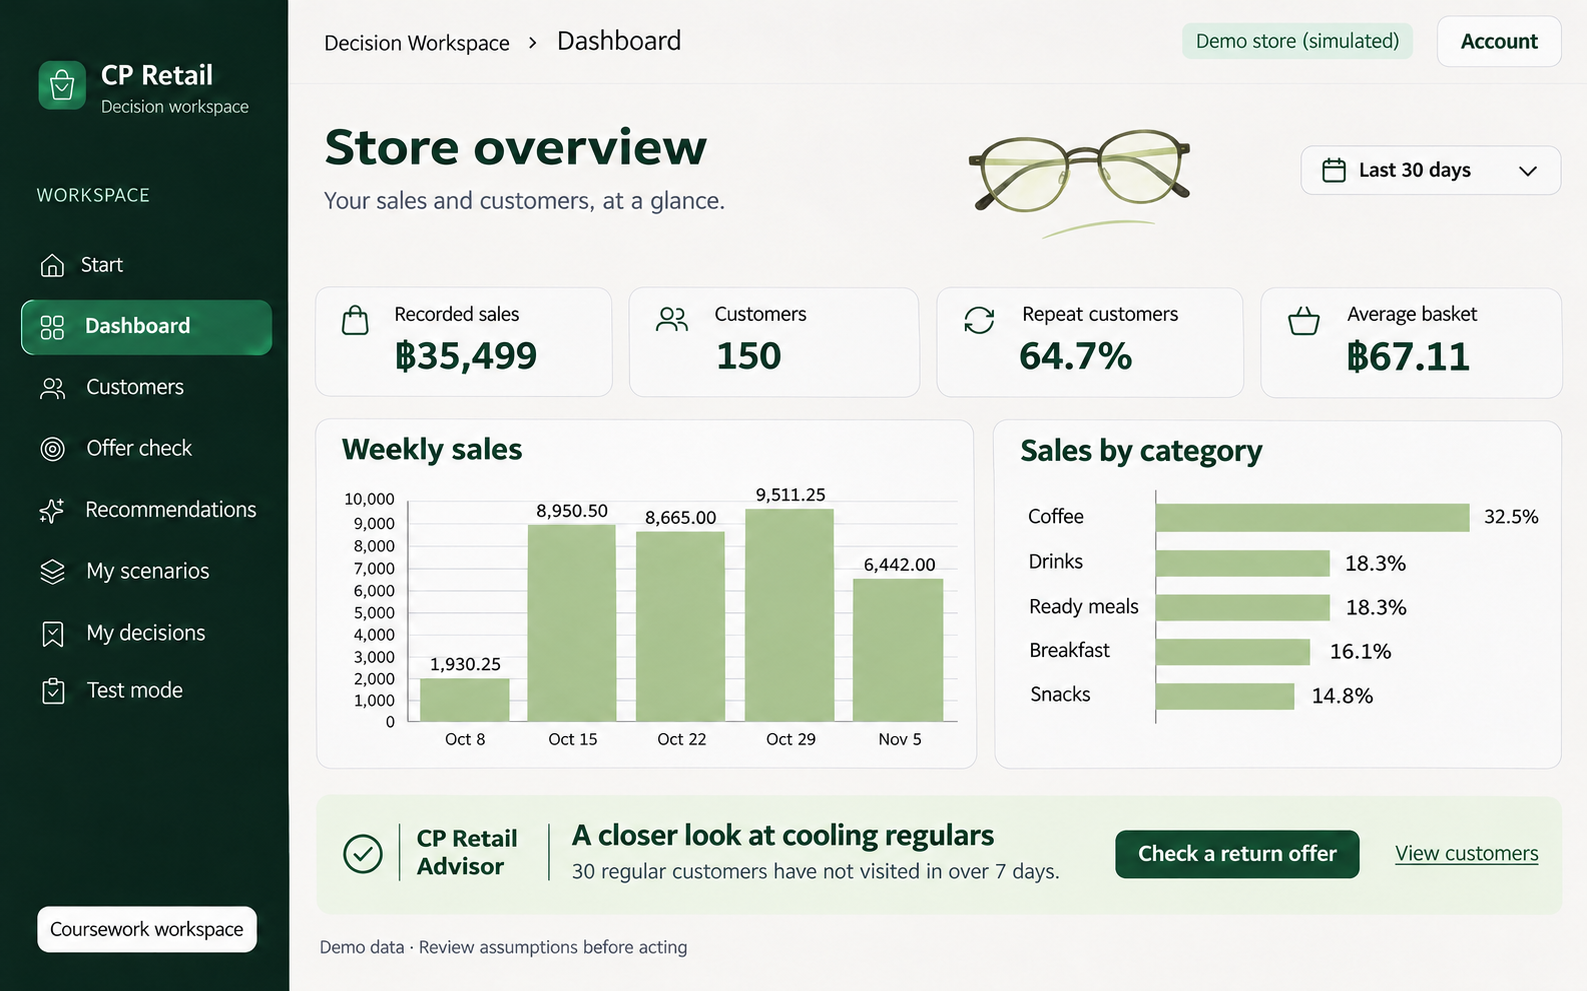 CP Retail
Decision workspace
WORKSPACE
Start
Dashboard
Customers
Offer check
Recommendations
My scenarios
My decisions
Test mode
Coursework workspace
Decision Workspace › Dashboard
Demo store (simulated)
Account
Store overview
Your sales and customers, at a glance.
Last 30 days
Recorded sales
฿35,499
Customers
150
Repeat customers
64.7%
Average basket
฿67.11
Weekly sales
10,000
9,000
8,000
7,000
6,000
5,000
4,000
3,000
2,000
1,000
0
1,930.25
8,950.50
8,665.00
9,511.25
6,442.00
Oct 8
Oct 15
Oct 22
Oct 29
Nov 5
Sales by category
Coffee 32.5%
Drinks 18.3%
Ready meals 18.3%
Breakfast 16.1%
Snacks 14.8%
CP Retail
Advisor
A closer look at cooling regulars
30 regular customers have not visited in over 7 days.
Check a return offer
View customers
Demo data · Review assumptions before acting